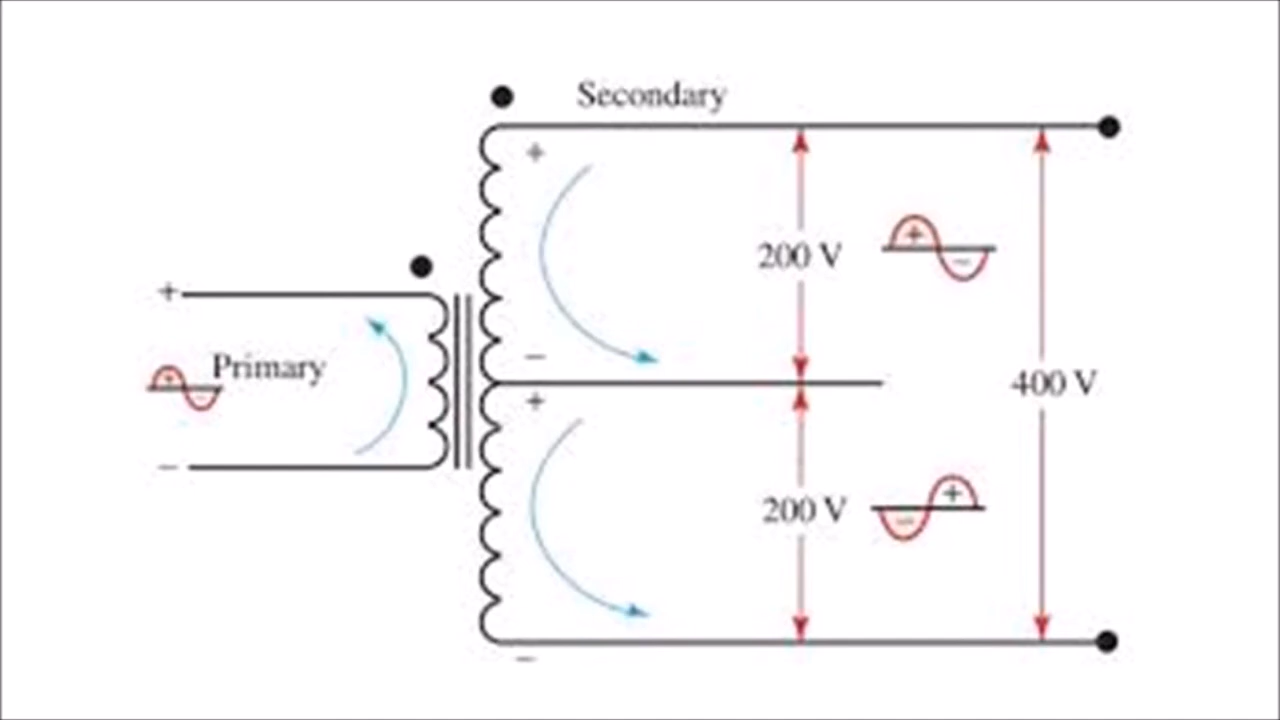 Secondary
+
200 V
+
−
+
Primary
+
−
−
400 V
+
200 V
+
−
−
−